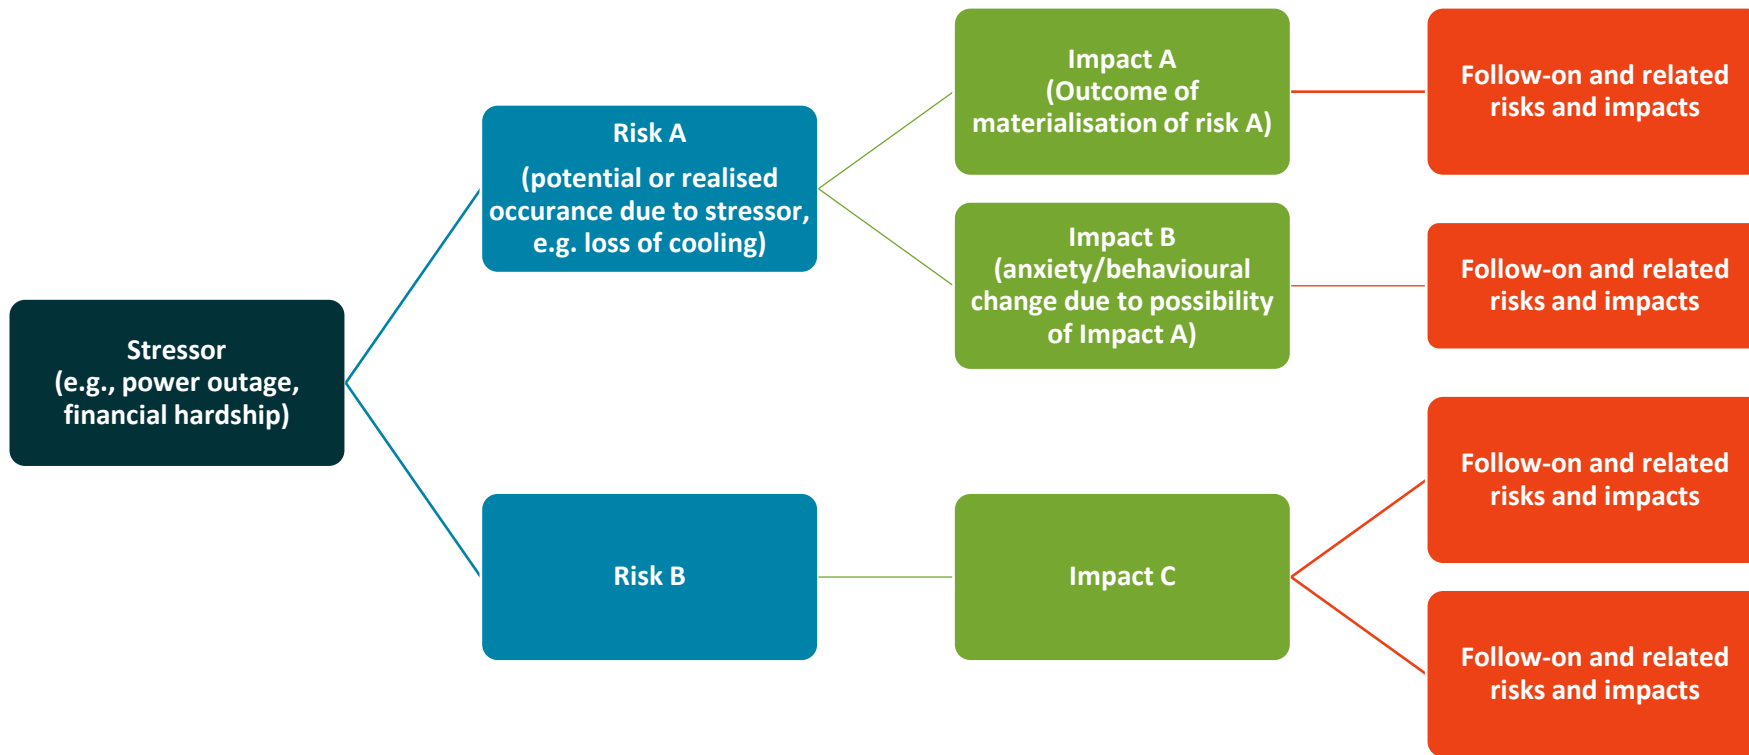 Stressor
(e.g., power outage,
financial hardship)
Risk A
(potential or realised
occurance due to stressor,
e.g. loss of cooling)
Impact A
(Outcome of
materialisation of risk A)
Follow-on and related
risks and impacts
Impact B
(anxiety/behavioural
change due to possibility
of Impact A)
Follow-on and related
risks and impacts
Risk B
Impact C
Follow-on and related
risks and impacts
Follow-on and related
risks and impacts